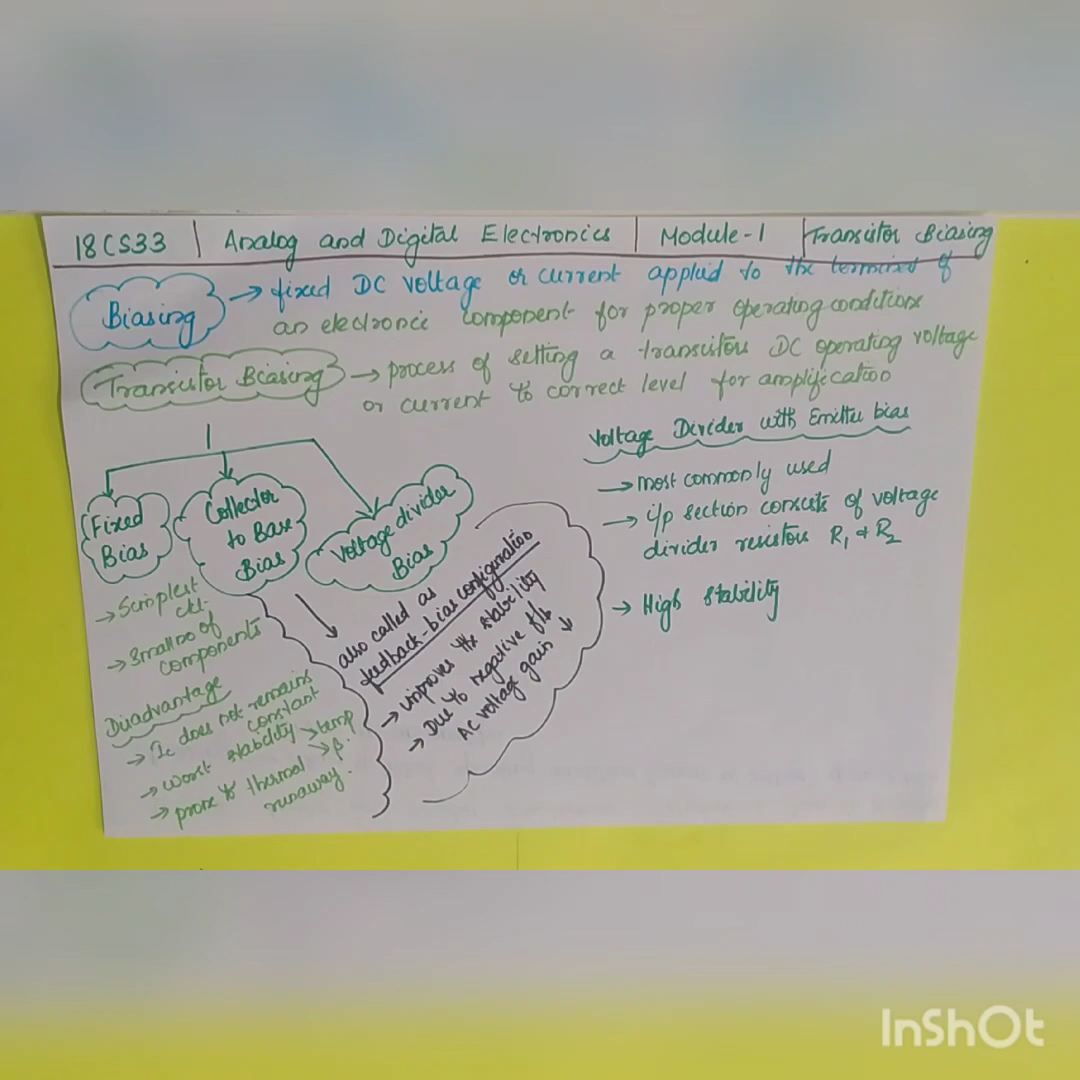 18CS33 | Analog and Digital Electronics | Module-1 | Transistor Biasing
Biasing → fixed DC voltage or current applied to the terminal of
an electronic component for proper operating conditions
Transistor Biasing → process of setting a transistors DC operating voltage
or current to correct level for amplification
Fixed
Bias
→ Simplest
ckt.
→ Small no of
components
Disadvantage
→ Ic does not remains
constant
→ worst stability → temp
→ β.
→ prone to thermal
runaway.
Collector
to Base
Bias
also called as
feedback-bias configuration
→ improves the stability
→ Due to negative f/b
AC voltage gain ↓
Voltage divider
Bias
Voltage Divider with Emitter bias
→ most commonly used
→ i/p section consists of voltage
divider resistors R₁ & R₂
→ High stability
InShOt